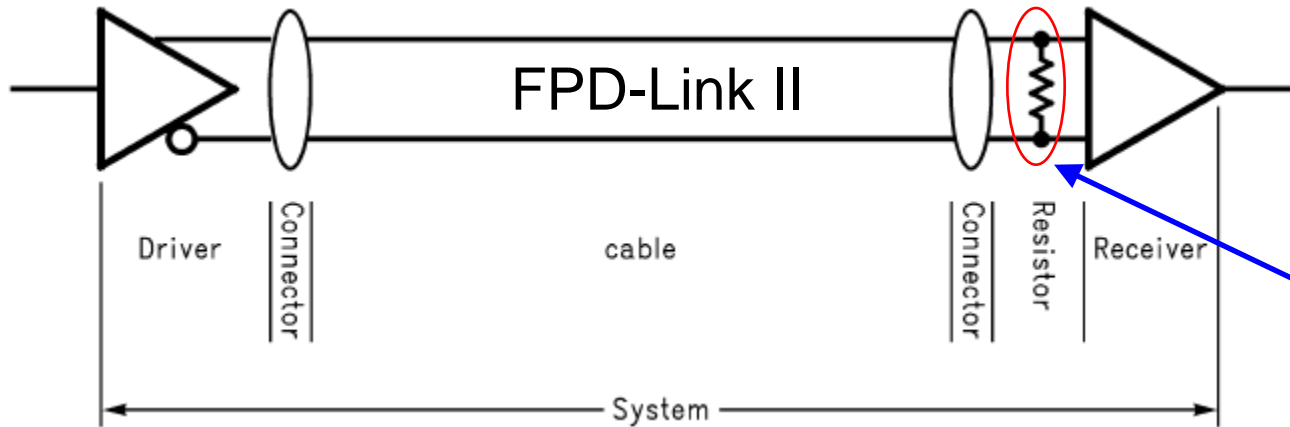 FPD-Link II
Driver
Connector
cable
Connector
Resistor
Receiver
System